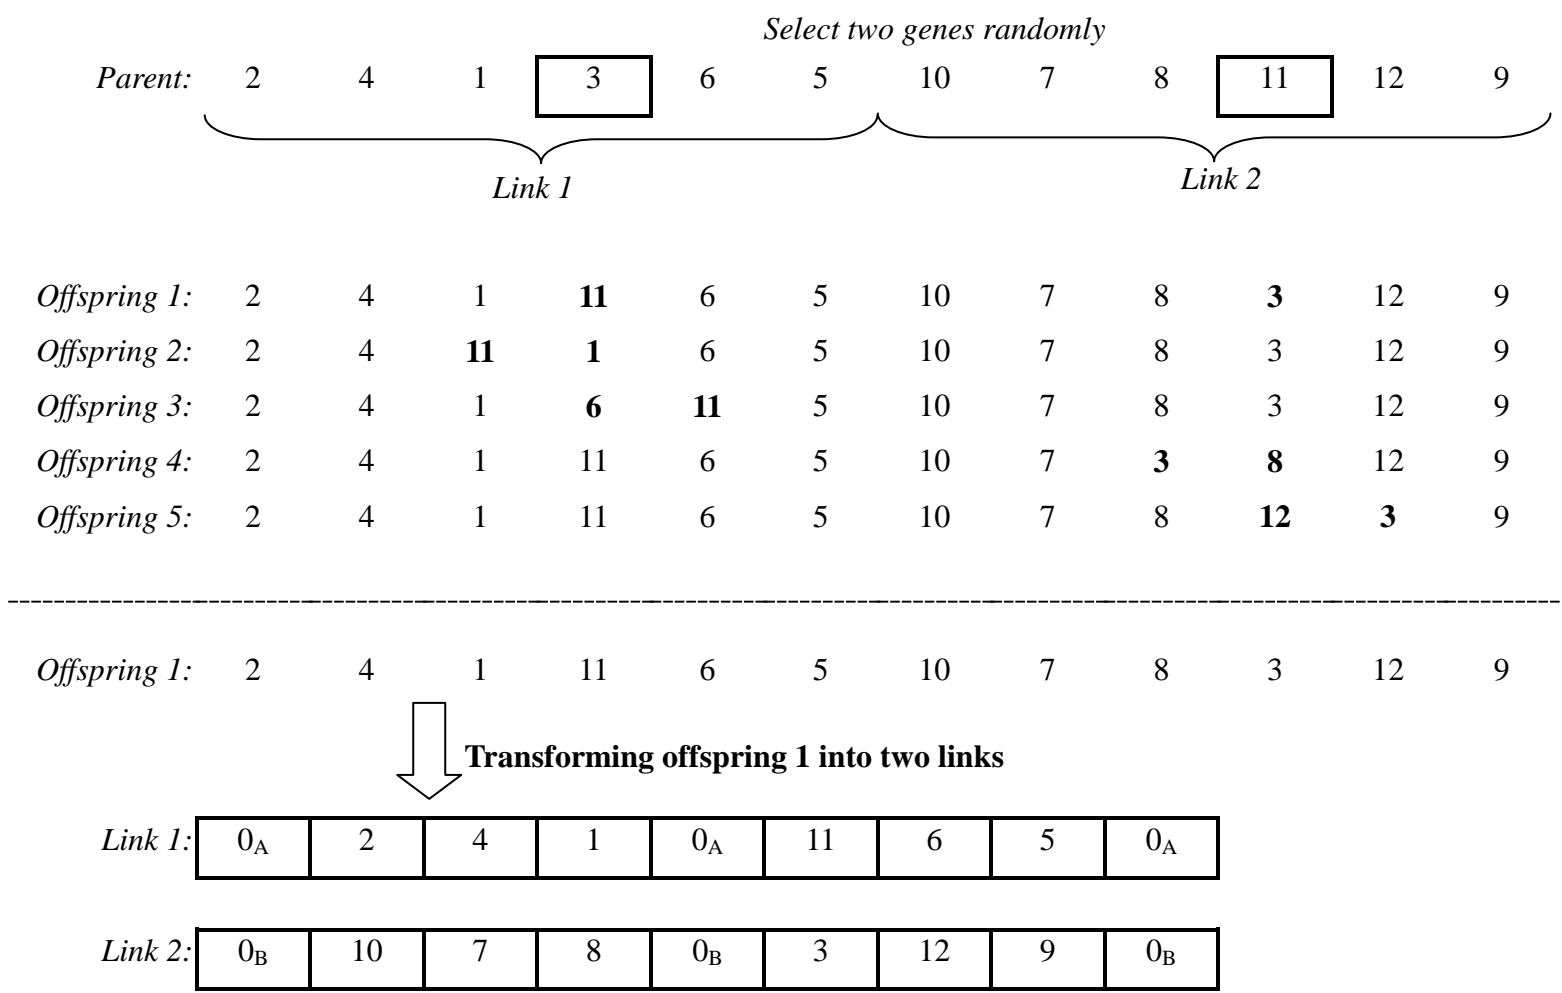 Select two genes randomly
Parent: 2 4 1 3 6 5 10 7 8 11 12 9
Link 1 Link 2
Offspring 1: 2 4 1 11 6 5 10 7 8 3 12 9
Offspring 2: 2 4 11 1 6 5 10 7 8 3 12 9
Offspring 3: 2 4 1 6 11 5 10 7 8 3 12 9
Offspring 4: 2 4 1 11 6 5 10 7 3 8 12 9
Offspring 5: 2 4 1 11 6 5 10 7 8 12 3 9
Offspring 1: 2 4 1 11 6 5 10 7 8 3 12 9
Transforming offspring 1 into two links
Link 1: 0A 2 4 1 0A 11 6 5 0A
Link 2: 0B 10 7 8 0B 3 12 9 0B